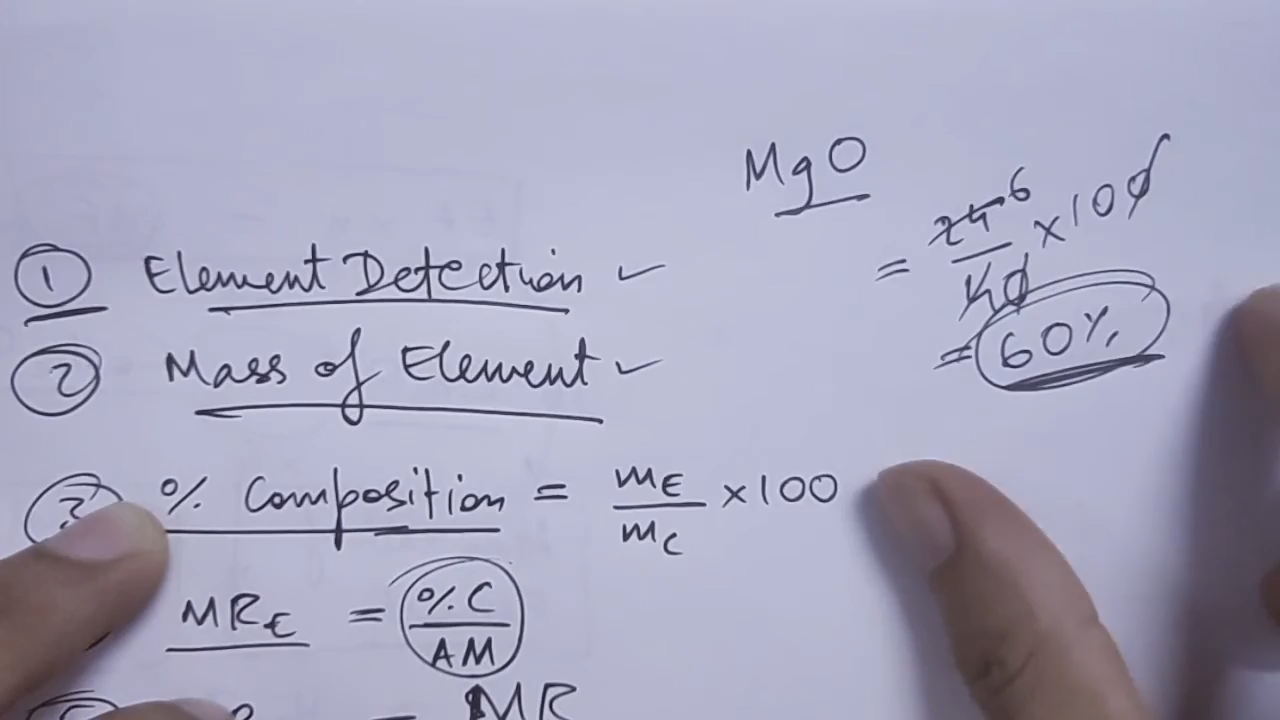 MgO
= 24 6 / 40 × 100
= 60%
1 Element Detection ✓
2 Mass of Element ✓
3 % Composition = mE / mC × 100
MRE = %C / AM
= MR